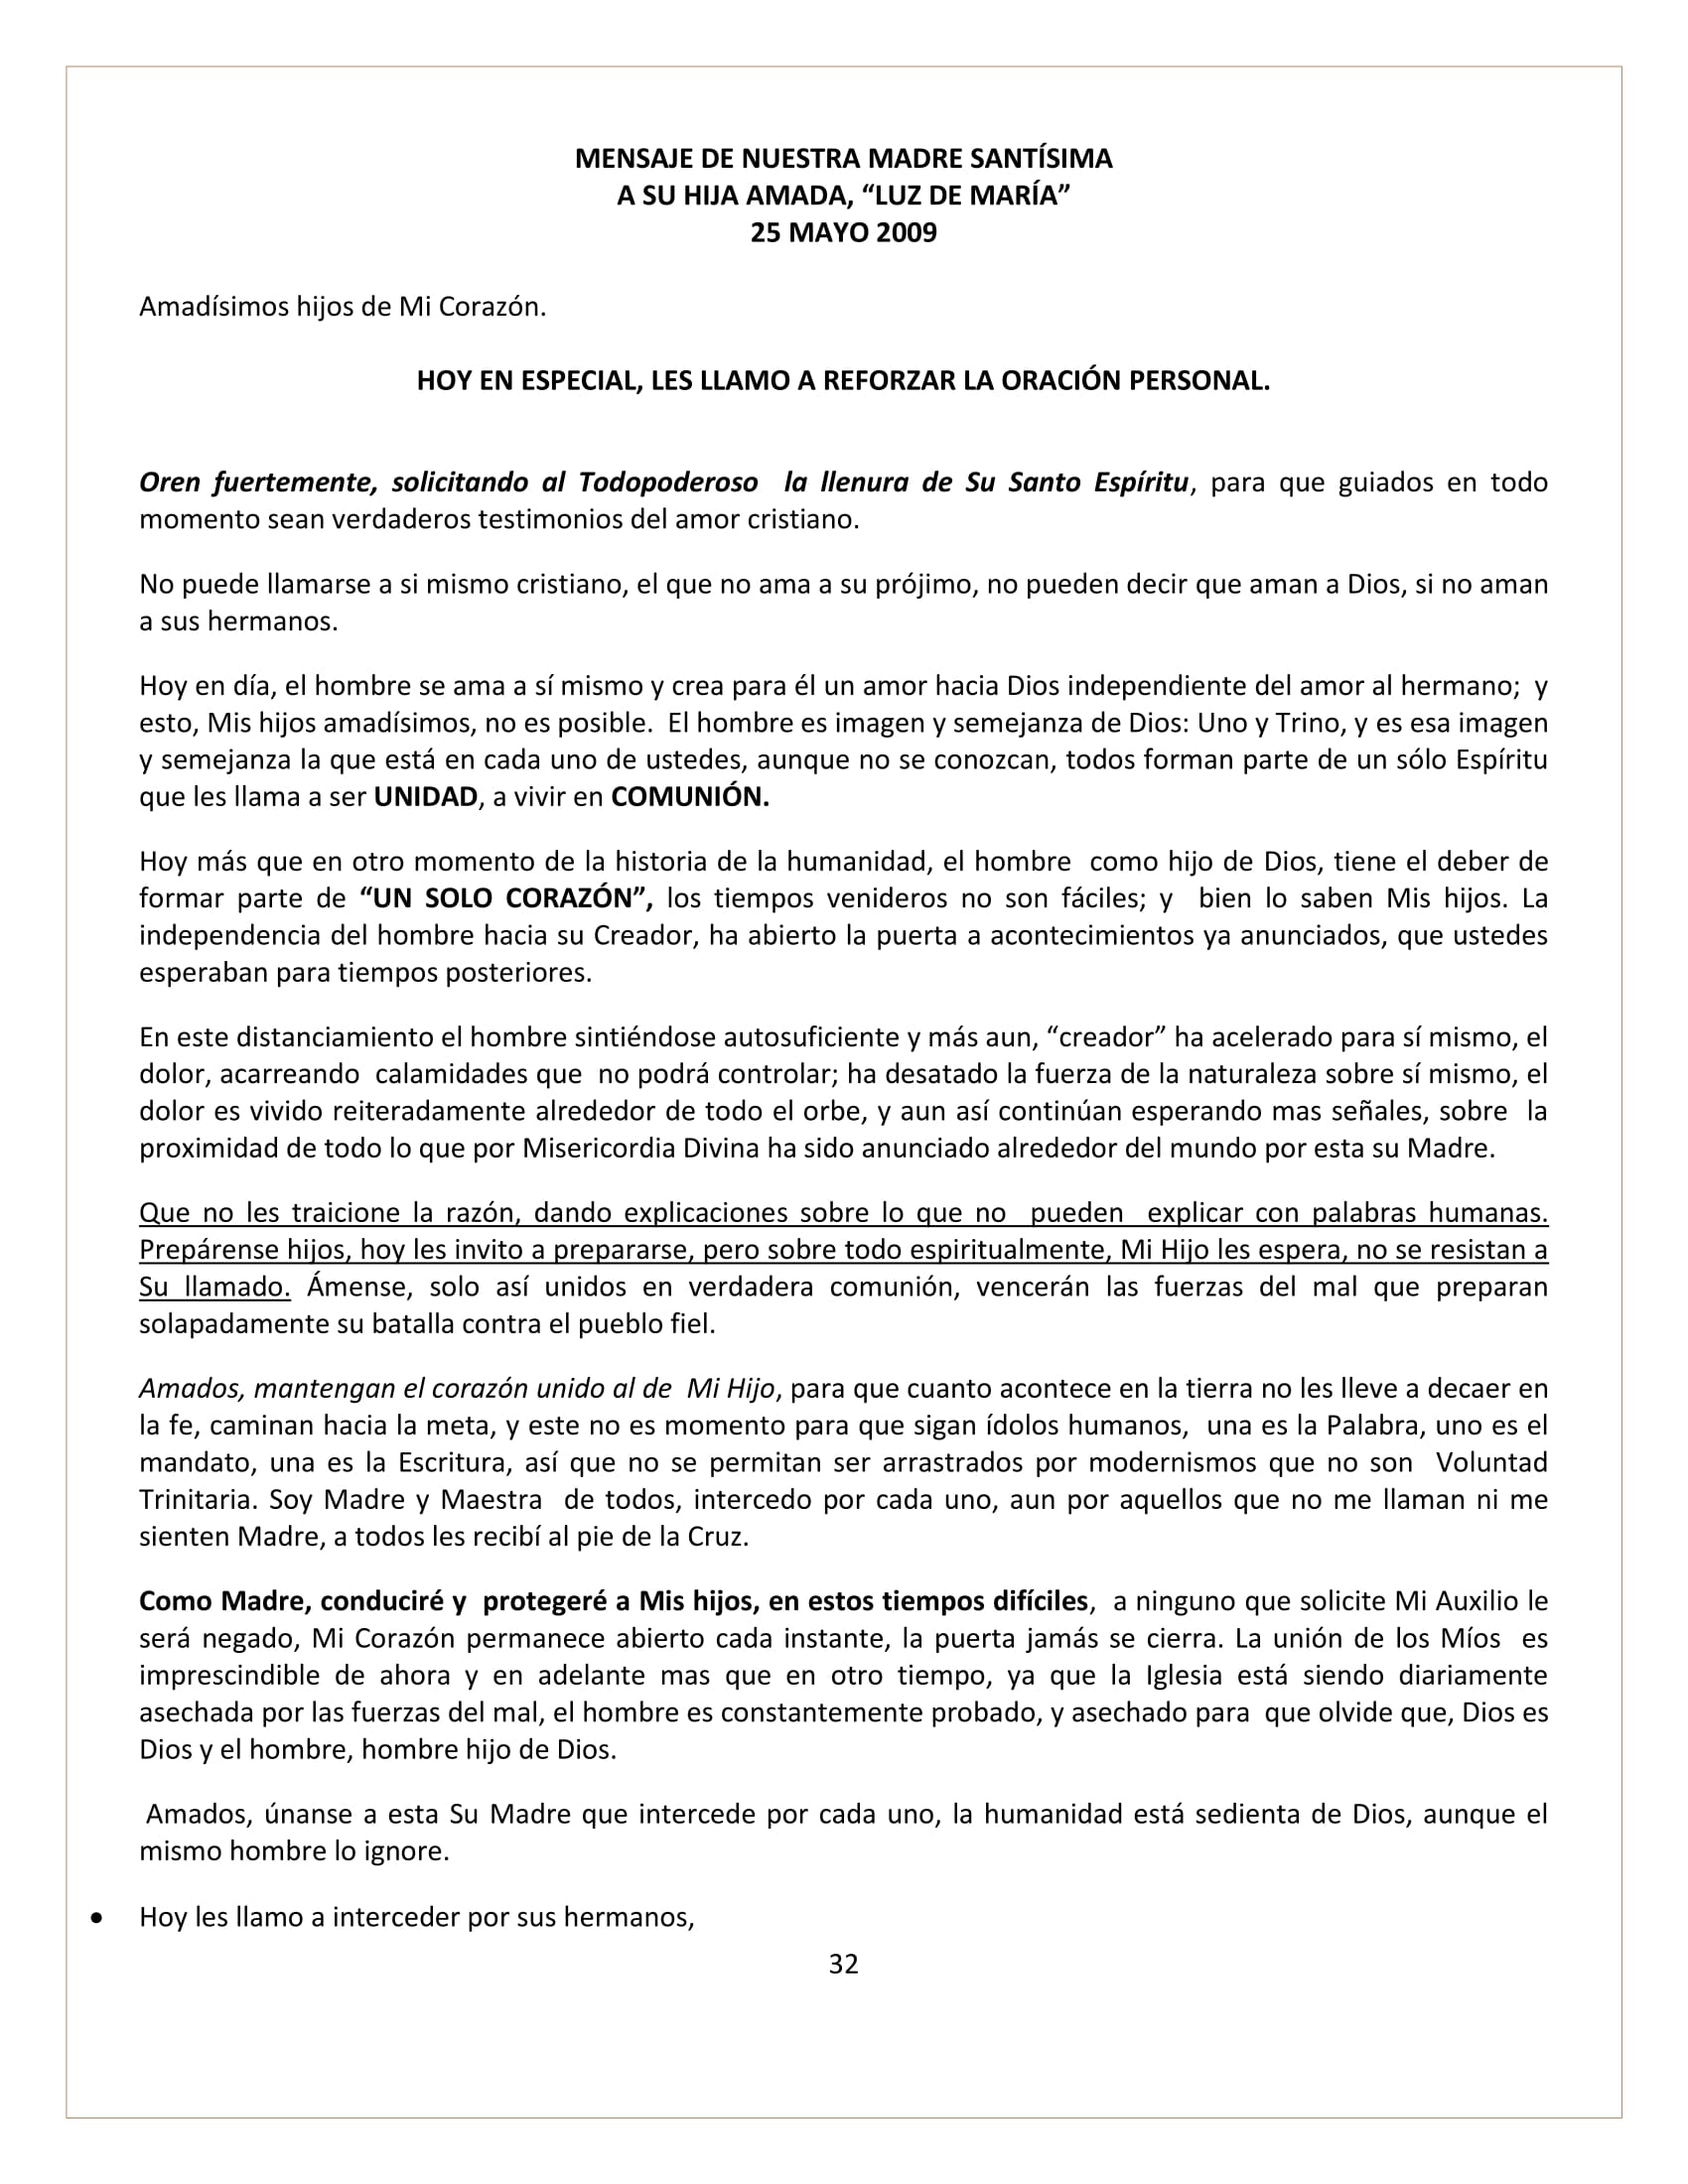 MENSAJE DE NUESTRA MADRE SANTÍSIMA
A SU HIJA AMADA, “LUZ DE MARÍA”
25 MAYO 2009
Amadísimos hijos de Mi Corazón.
HOY EN ESPECIAL, LES LLAMO A REFORZAR LA ORACIÓN PERSONAL.
Oren fuertemente, solicitando al Todopoderoso la llenura de Su Santo Espíritu, para que guiados en todo
momento sean verdaderos testimonios del amor cristiano.
No puede llamarse a si mismo cristiano, el que no ama a su prójimo, no pueden decir que aman a Dios, si no aman
a sus hermanos.
Hoy en día, el hombre se ama a sí mismo y crea para él un amor hacia Dios independiente del amor al hermano; y
esto, Mis hijos amadísimos, no es posible. El hombre es imagen y semejanza de Dios: Uno y Trino, y es esa imagen
y semejanza la que está en cada uno de ustedes, aunque no se conozcan, todos forman parte de un sólo Espíritu
que les llama a ser UNIDAD, a vivir en COMUNIÓN.
Hoy más que en otro momento de la historia de la humanidad, el hombre como hijo de Dios, tiene el deber de
formar parte de “UN SOLO CORAZÓN”, los tiempos venideros no son fáciles; y bien lo saben Mis hijos. La
independencia del hombre hacia su Creador, ha abierto la puerta a acontecimientos ya anunciados, que ustedes
esperaban para tiempos posteriores.
En este distanciamiento el hombre sintiéndose autosuficiente y más aun, “creador” ha acelerado para sí mismo, el
dolor, acarreando calamidades que no podrá controlar; ha desatado la fuerza de la naturaleza sobre sí mismo, el
dolor es vivido reiteradamente alrededor de todo el orbe, y aun así continúan esperando mas señales, sobre la
proximidad de todo lo que por Misericordia Divina ha sido anunciado alrededor del mundo por esta su Madre.
Que no les traicione la razón, dando explicaciones sobre lo que no pueden explicar con palabras humanas.
Prepárense hijos, hoy les invito a prepararse, pero sobre todo espiritualmente, Mi Hijo les espera, no se resistan a
Su llamado. Ámense, solo así unidos en verdadera comunión, vencerán las fuerzas del mal que preparan
solapadamente su batalla contra el pueblo fiel.
Amados, mantengan el corazón unido al de Mi Hijo, para que cuanto acontece en la tierra no les lleve a decaer en
la fe, caminan hacia la meta, y este no es momento para que sigan ídolos humanos, una es la Palabra, uno es el
mandato, una es la Escritura, así que no se permitan ser arrastrados por modernismos que no son Voluntad
Trinitaria. Soy Madre y Maestra de todos, intercedo por cada uno, aun por aquellos que no me llaman ni me
sienten Madre, a todos les recibí al pie de la Cruz.
Como Madre, conduciré y protegeré a Mis hijos, en estos tiempos difíciles, a ninguno que solicite Mi Auxilio le
será negado, Mi Corazón permanece abierto cada instante, la puerta jamás se cierra. La unión de los Míos es
imprescindible de ahora y en adelante mas que en otro tiempo, ya que la Iglesia está siendo diariamente
asechada por las fuerzas del mal, el hombre es constantemente probado, y asechado para que olvide que, Dios es
Dios y el hombre, hombre hijo de Dios.
Amados, únanse a esta Su Madre que intercede por cada uno, la humanidad está sedienta de Dios, aunque el
mismo hombre lo ignore.
• Hoy les llamo a interceder por sus hermanos,
32